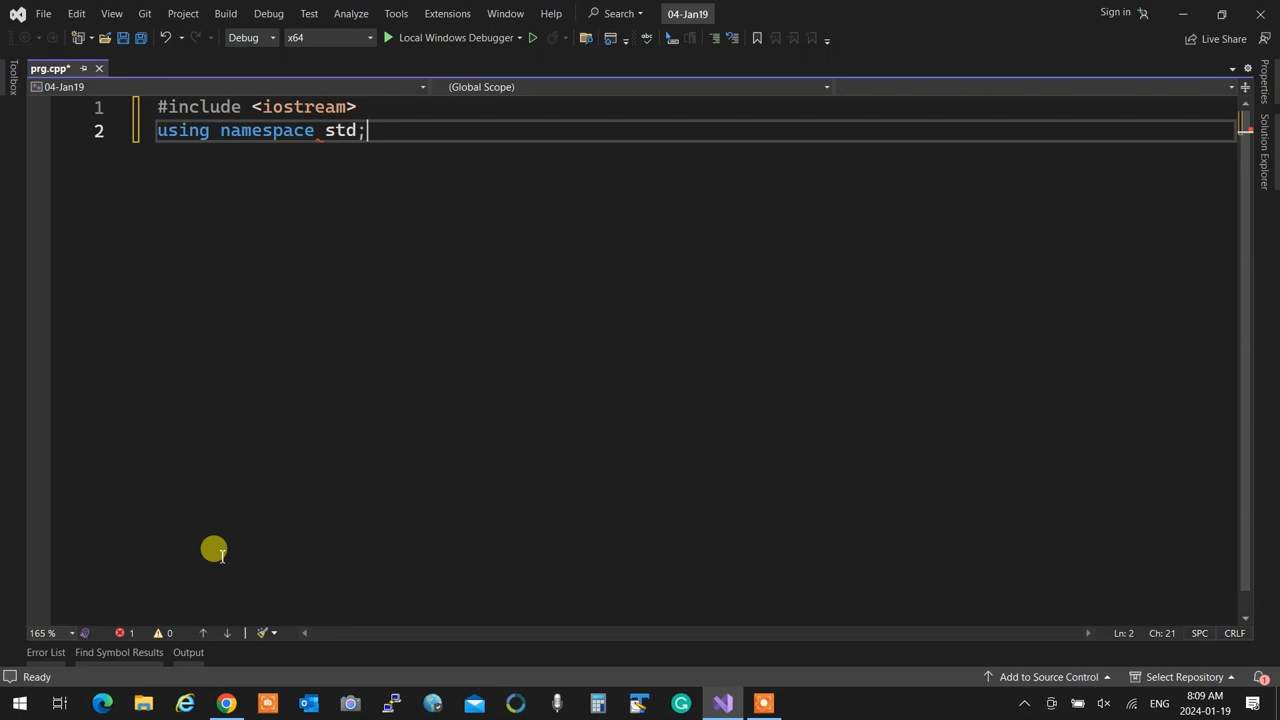 File Edit View Git Project Build Debug Test Analyze Tools Extensions Window Help Search 04-Jan19 Sign in
Debug x64 Local Windows Debugger Live Share
prg.cpp*
04-Jan19 (Global Scope)
1 #include <iostream>
2 using namespace std;
Toolbox
Properties
Solution Explorer
165 % 1 0 Ln: 2 Ch: 21 SPC CRLF
Error List Find Symbol Results Output
Ready Add to Source Control Select Repository 1
ENG 8:09 AM
2024-01-19